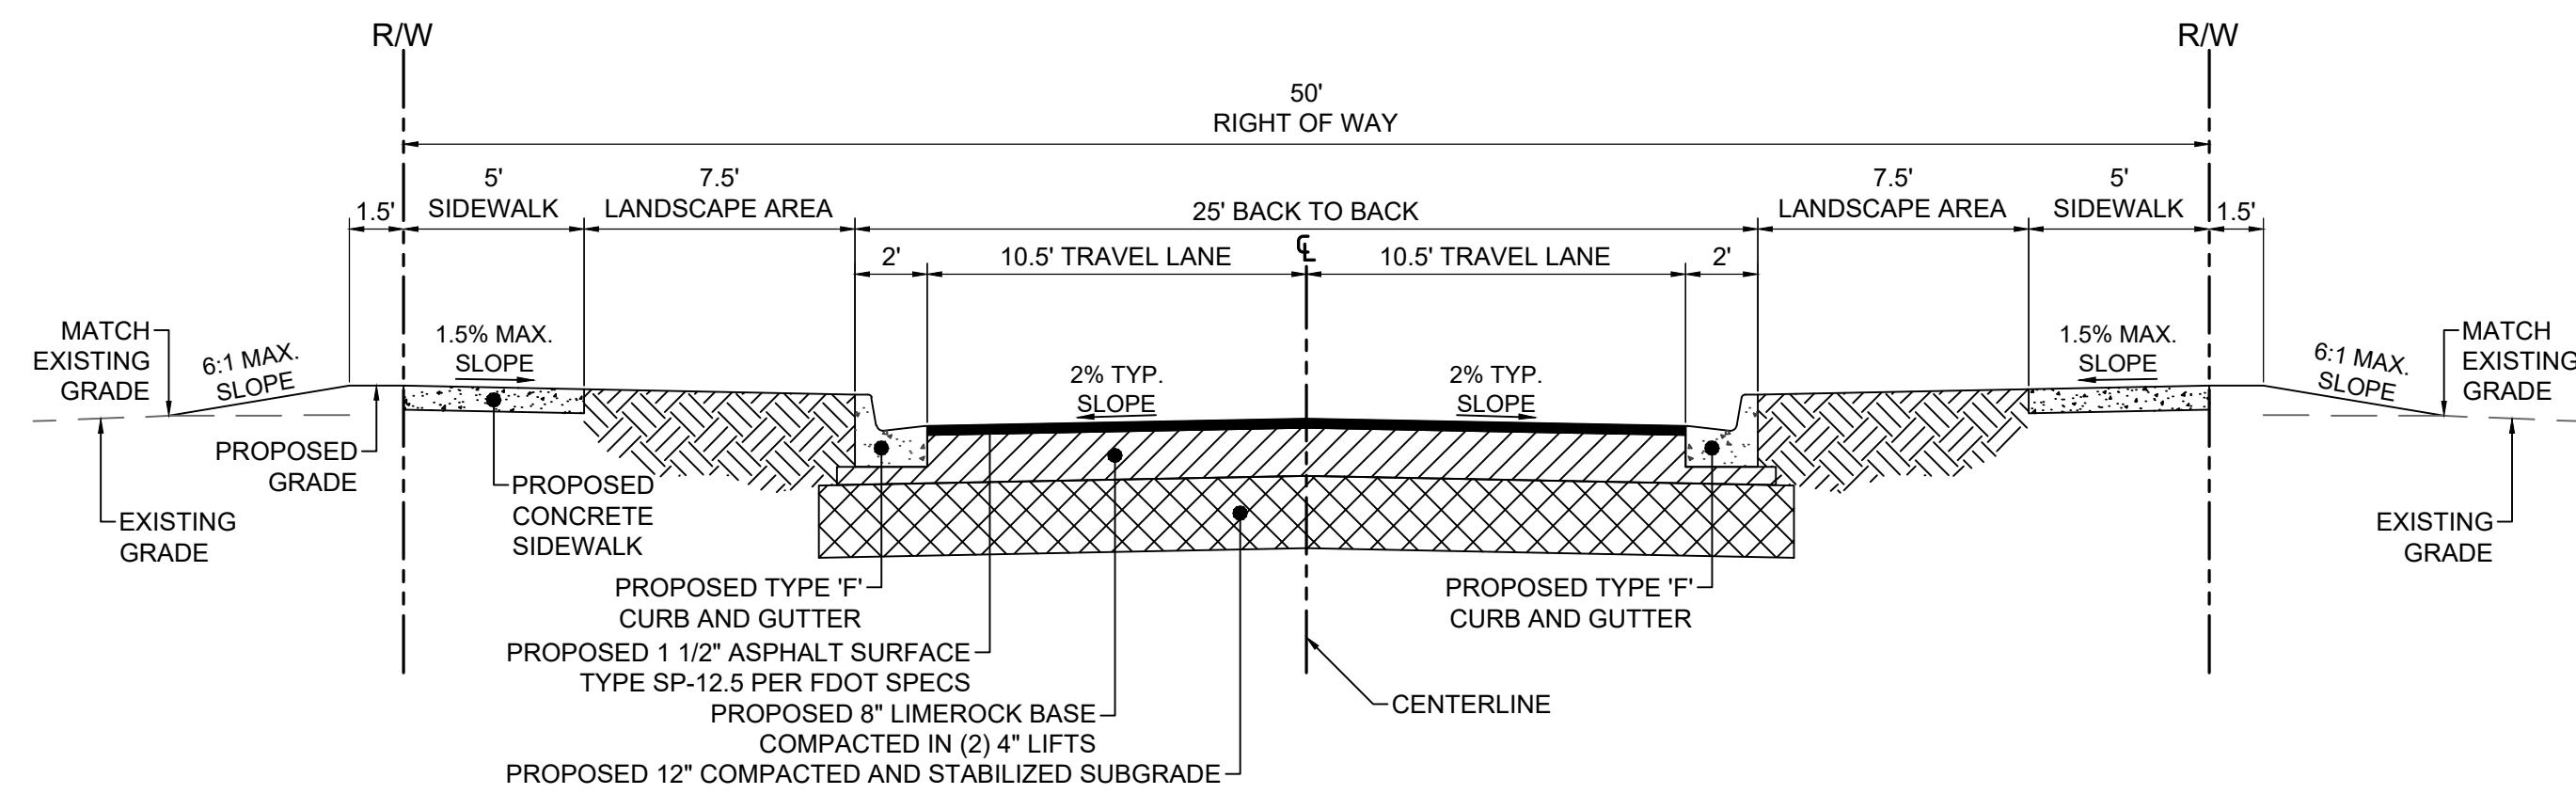 R/W
R/W
50'
RIGHT OF WAY
1.5'
5'
SIDEWALK
7.5'
LANDSCAPE AREA
25' BACK TO BACK
7.5'
LANDSCAPE AREA
5'
SIDEWALK
1.5'
2'
10.5' TRAVEL LANE
℄
10.5' TRAVEL LANE
2'
MATCH
EXISTING
GRADE
6:1 MAX.
SLOPE
1.5% MAX.
SLOPE
2% TYP.
SLOPE
2% TYP.
SLOPE
1.5% MAX.
SLOPE
6:1 MAX.
SLOPE
MATCH
EXISTING
GRADE
PROPOSED
GRADE
EXISTING
GRADE
PROPOSED
CONCRETE
SIDEWALK
EXISTING
GRADE
PROPOSED TYPE 'F'
CURB AND GUTTER
PROPOSED TYPE 'F'
CURB AND GUTTER
PROPOSED 1 1/2" ASPHALT SURFACE
TYPE SP-12.5 PER FDOT SPECS
PROPOSED 8" LIMEROCK BASE
COMPACTED IN (2) 4" LIFTS
PROPOSED 12" COMPACTED AND STABILIZED SUBGRADE
CENTERLINE